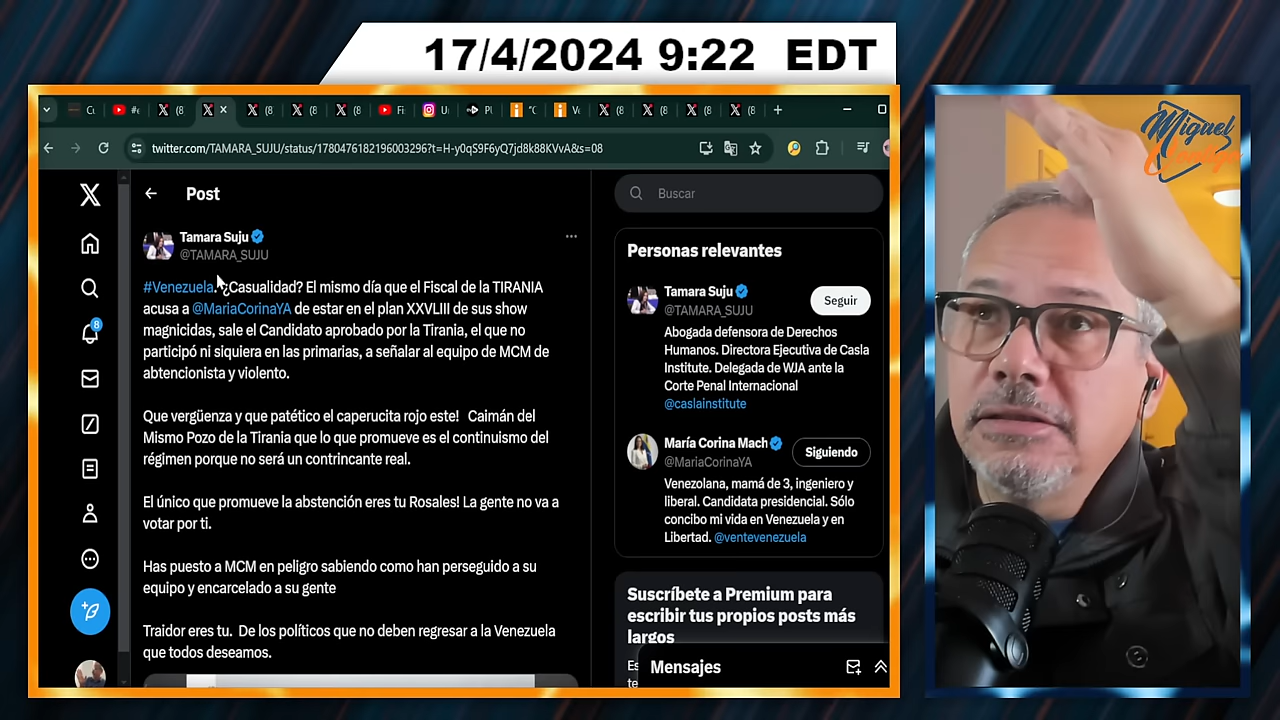 17/4/2024 9:22 EDT
twitter.com/TAMARA_SUJU/status/1780476182196003296?t=H-y0qS9F6yQ7jd8k88KVvA&s=08
Post
Tamara Suju
@TAMARA_SUJU
#Venezuela. ¿Casualidad? El mismo día que el Fiscal de la TIRANIA
acusa a @MariaCorinaYA de estar en el plan XXVLIII de sus show
magnicidas, sale el Candidato aprobado por la Tirania, el que no
participó ni siquiera en las primarias, a señalar al equipo de MCM de
abtencionista y violento.
Que vergüenza y que patético el caperucita rojo este! Caimán del
Mismo Pozo de la Tirania que lo que promueve es el continuismo del
régimen porque no será un contrincante real.
El único que promueve la abstención eres tu Rosales! La gente no va a
votar por ti.
Has puesto a MCM en peligro sabiendo como han perseguido a su
equipo y encarcelado a su gente
Traidor eres tu. De los políticos que no deben regresar a la Venezuela
que todos deseamos.
8
Buscar
Personas relevantes
Tamara Suju
@TAMARA_SUJU
Seguir
Abogada defensora de Derechos
Humanos. Directora Ejecutiva de Casla
Institute. Delegada de WJA ante la
Corte Penal Internacional
@caslainstitute
María Corina Mach
@MariaCorinaYA
Siguiendo
Venezolana, mamá de 3, ingeniero y
liberal. Candidata presidencial. Sólo
concibo mi vida en Venezuela y en
Libertad. @ventevenezuela
Suscríbete a Premium para
escribir tus propios posts más
largos
Mensajes
Miguel